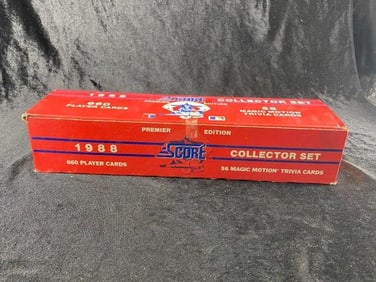 1988 COLLECTOR SET
660 PLAYER CARDS 56 MAGIC MOTION TRIVIA CARDS
PREMIER EDITION
1988 SCORE COLLECTOR SET
660 PLAYER CARDS 56 MAGIC MOTION* TRIVIA CARDS